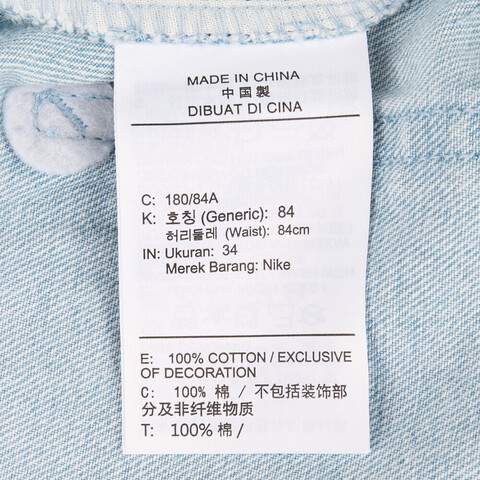 MADE IN CHINA
中国製
DIBUAT DI CINA
C: 180/84A
K: 호칭 (Generic): 84
허리둘레 (Waist): 84cm
IN: Ukuran: 34
Merek Barang: Nike
E: 100% COTTON / EXCLUSIVE
OF DECORATION
C: 100% 棉 / 不包括装饰部
分及非纤维物质
T: 100% 棉 /